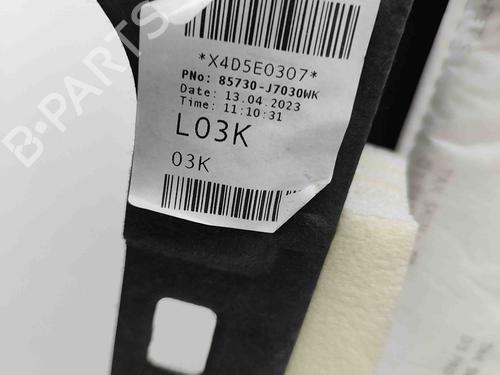 B-PARTS
*X4D5E0307*
PNo: 85730-J7030WK
Date: 13.04.2023
Time: 11:10:31
L03K
03K